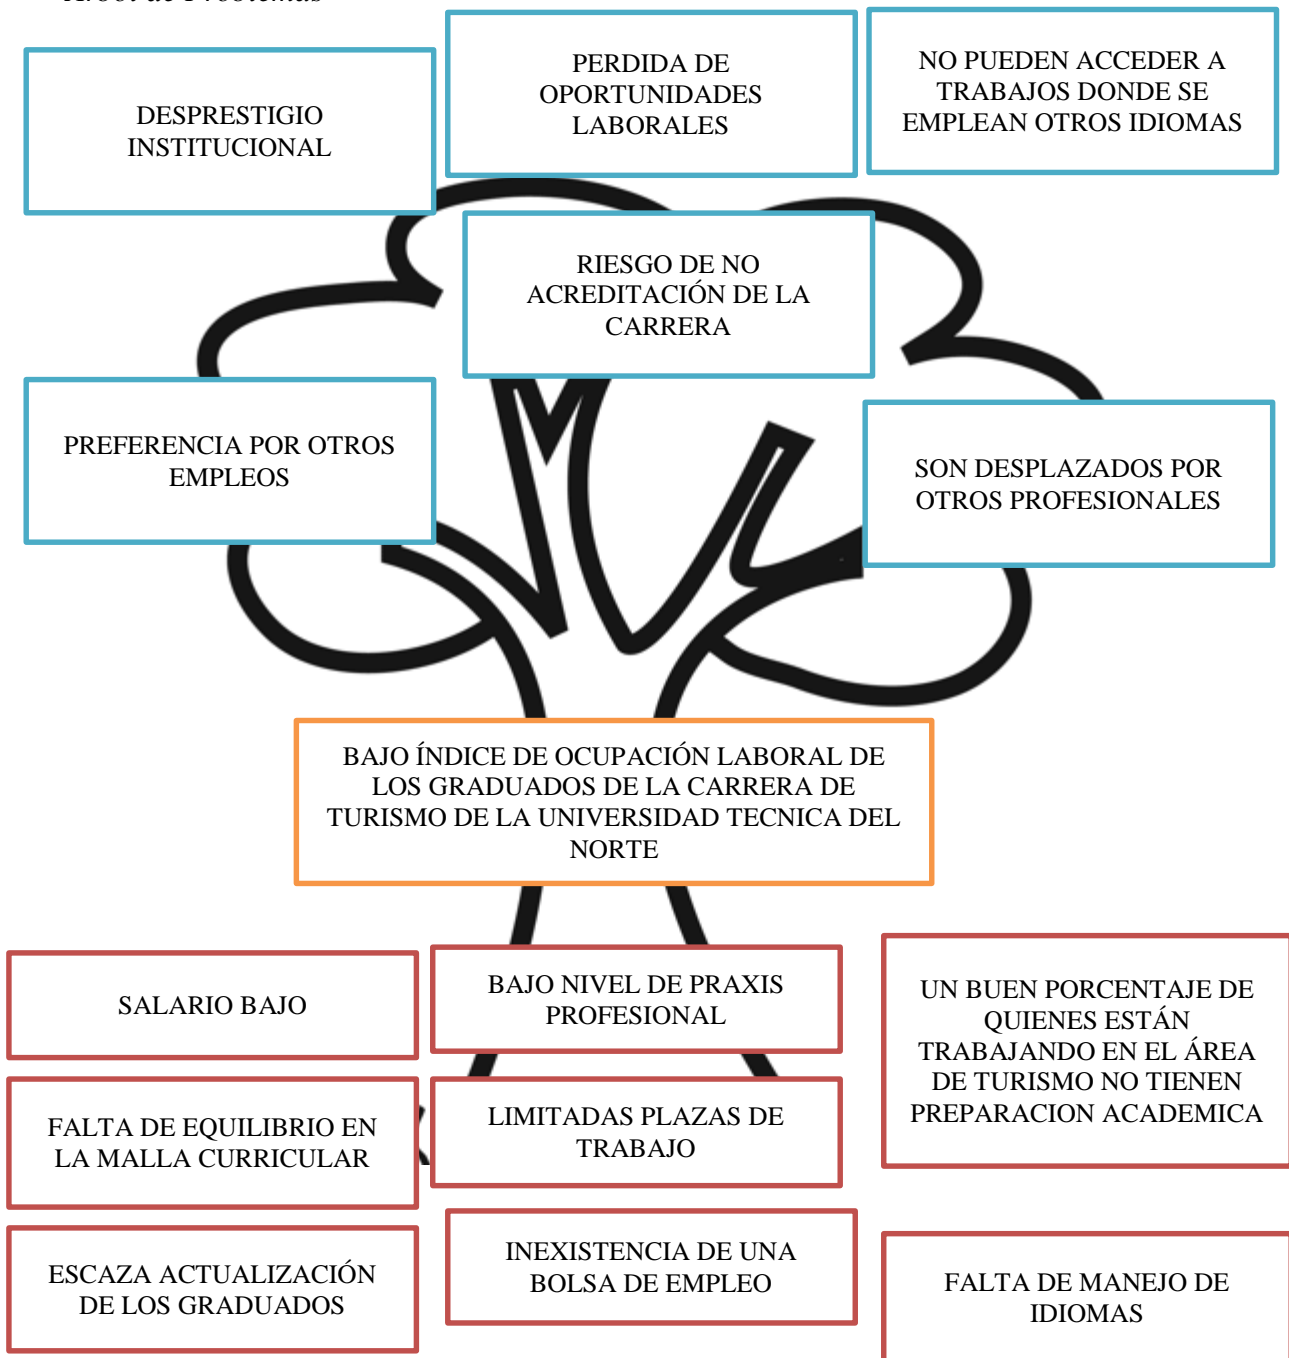 Árbol de Problemas
DESPRESTIGIO
INSTITUCIONAL
PERDIDA DE
OPORTUNIDADES
LABORALES
NO PUEDEN ACCEDER A
TRABAJOS DONDE SE
EMPLEAN OTROS IDIOMAS
RIESGO DE NO
ACREDITACIÓN DE LA
CARRERA
PREFERENCIA POR OTROS
EMPLEOS
SON DESPLAZADOS POR
OTROS PROFESIONALES
BAJO ÍNDICE DE OCUPACIÓN LABORAL DE
LOS GRADUADOS DE LA CARRERA DE
TURISMO DE LA UNIVERSIDAD TECNICA DEL
NORTE
SALARIO BAJO
BAJO NIVEL DE PRAXIS
PROFESIONAL
UN BUEN PORCENTAJE DE
QUIENES ESTÁN
TRABAJANDO EN EL ÁREA
DE TURISMO NO TIENEN
PREPARACION ACADEMICA
FALTA DE EQUILIBRIO EN
LA MALLA CURRICULAR
LIMITADAS PLAZAS DE
TRABAJO
ESCAZA ACTUALIZACIÓN
DE LOS GRADUADOS
INEXISTENCIA DE UNA
BOLSA DE EMPLEO
FALTA DE MANEJO DE
IDIOMAS